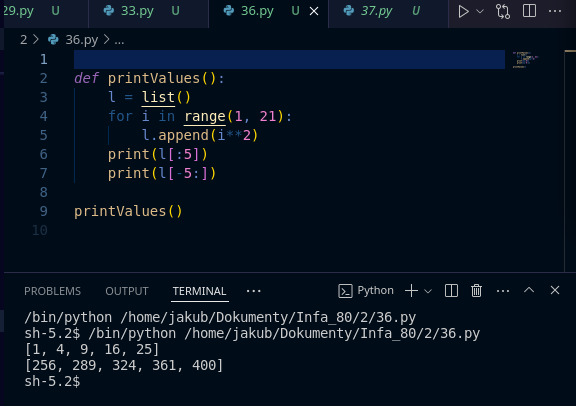 29.py U 33.py U 36.py U 37.py U
2 > 36.py > ...
1
2 def printValues():
3 l = list()
4 for i in range(1, 21):
5 l.append(i**2)
6 print(l[:5])
7 print(l[-5:])
8
9 printValues()
10
PROBLEMS OUTPUT TERMINAL ... Python
/bin/python /home/jakub/Dokumenty/Infa_80/2/36.py
sh-5.2$ /bin/python /home/jakub/Dokumenty/Infa_80/2/36.py
[1, 4, 9, 16, 25]
[256, 289, 324, 361, 400]
sh-5.2$